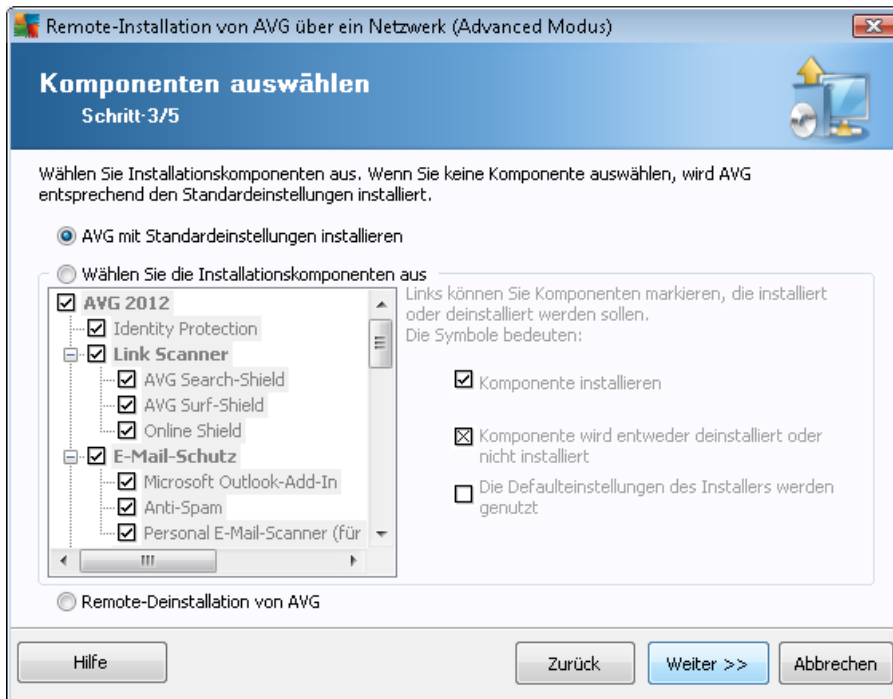 Remote-Installation von AVG über ein Netzwerk (Advanced Modus)
Komponenten auswählen
Schritt-3/5
Wählen Sie Installationskomponenten aus. Wenn Sie keine Komponente auswählen, wird AVG
entsprechend den Standardeinstellungen installiert.
AVG mit Standardeinstellungen installieren
Wählen Sie die Installationskomponenten aus
AVG 2012
Identity Protection
Link Scanner
AVG Search-Shield
AVG Surf-Shield
Online Shield
E-Mail-Schutz
Microsoft Outlook-Add-In
Anti-Spam
Personal E-Mail-Scanner (für
Links können Sie Komponenten markieren, die installiert
oder deinstalliert werden sollen.
Die Symbole bedeuten:
Komponente installieren
Komponente wird entweder deinstalliert oder
nicht installiert
Die Defaulteinstellungen des Installers werden
genutzt
Remote-Deinstallation von AVG
Hilfe
Zurück
Weiter >>
Abbrechen